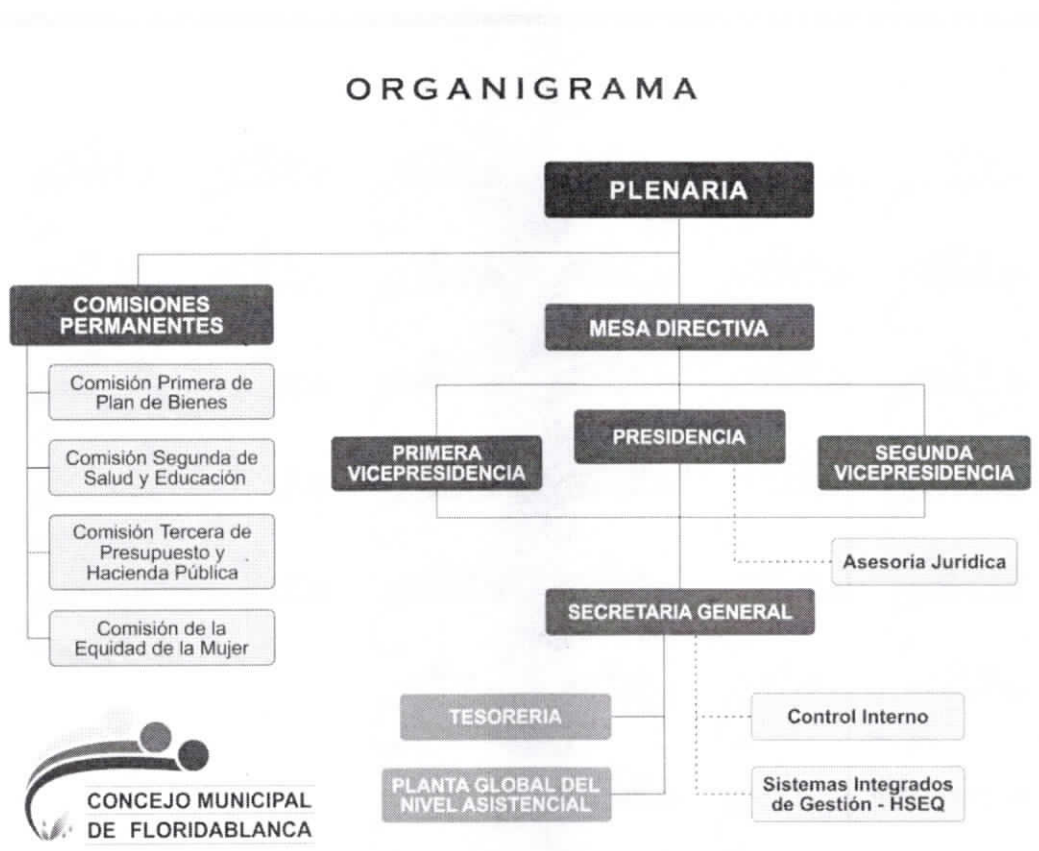 ORGANIGRAMA
PLENARIA
COMISIONES
PERMANENTES
Comisión Primera de
Plan de Bienes
Comisión Segunda de
Salud y Educación
Comisión Tercera de
Presupuesto y
Hacienda Pública
Comisión de la
Equidad de la Mujer
MESA DIRECTIVA
PRIMERA
VICEPRESIDENCIA
PRESIDENCIA
SEGUNDA
VICEPRESIDENCIA
Asesoria Juridica
SECRETARIA GENERAL
TESORERIA
Control Interno
PLANTA GLOBAL DEL
NIVEL ASISTENCIAL
Sistemas Integrados
de Gestión - HSEQ
CONCEJO MUNICIPAL
DE FLORIDABLANCA